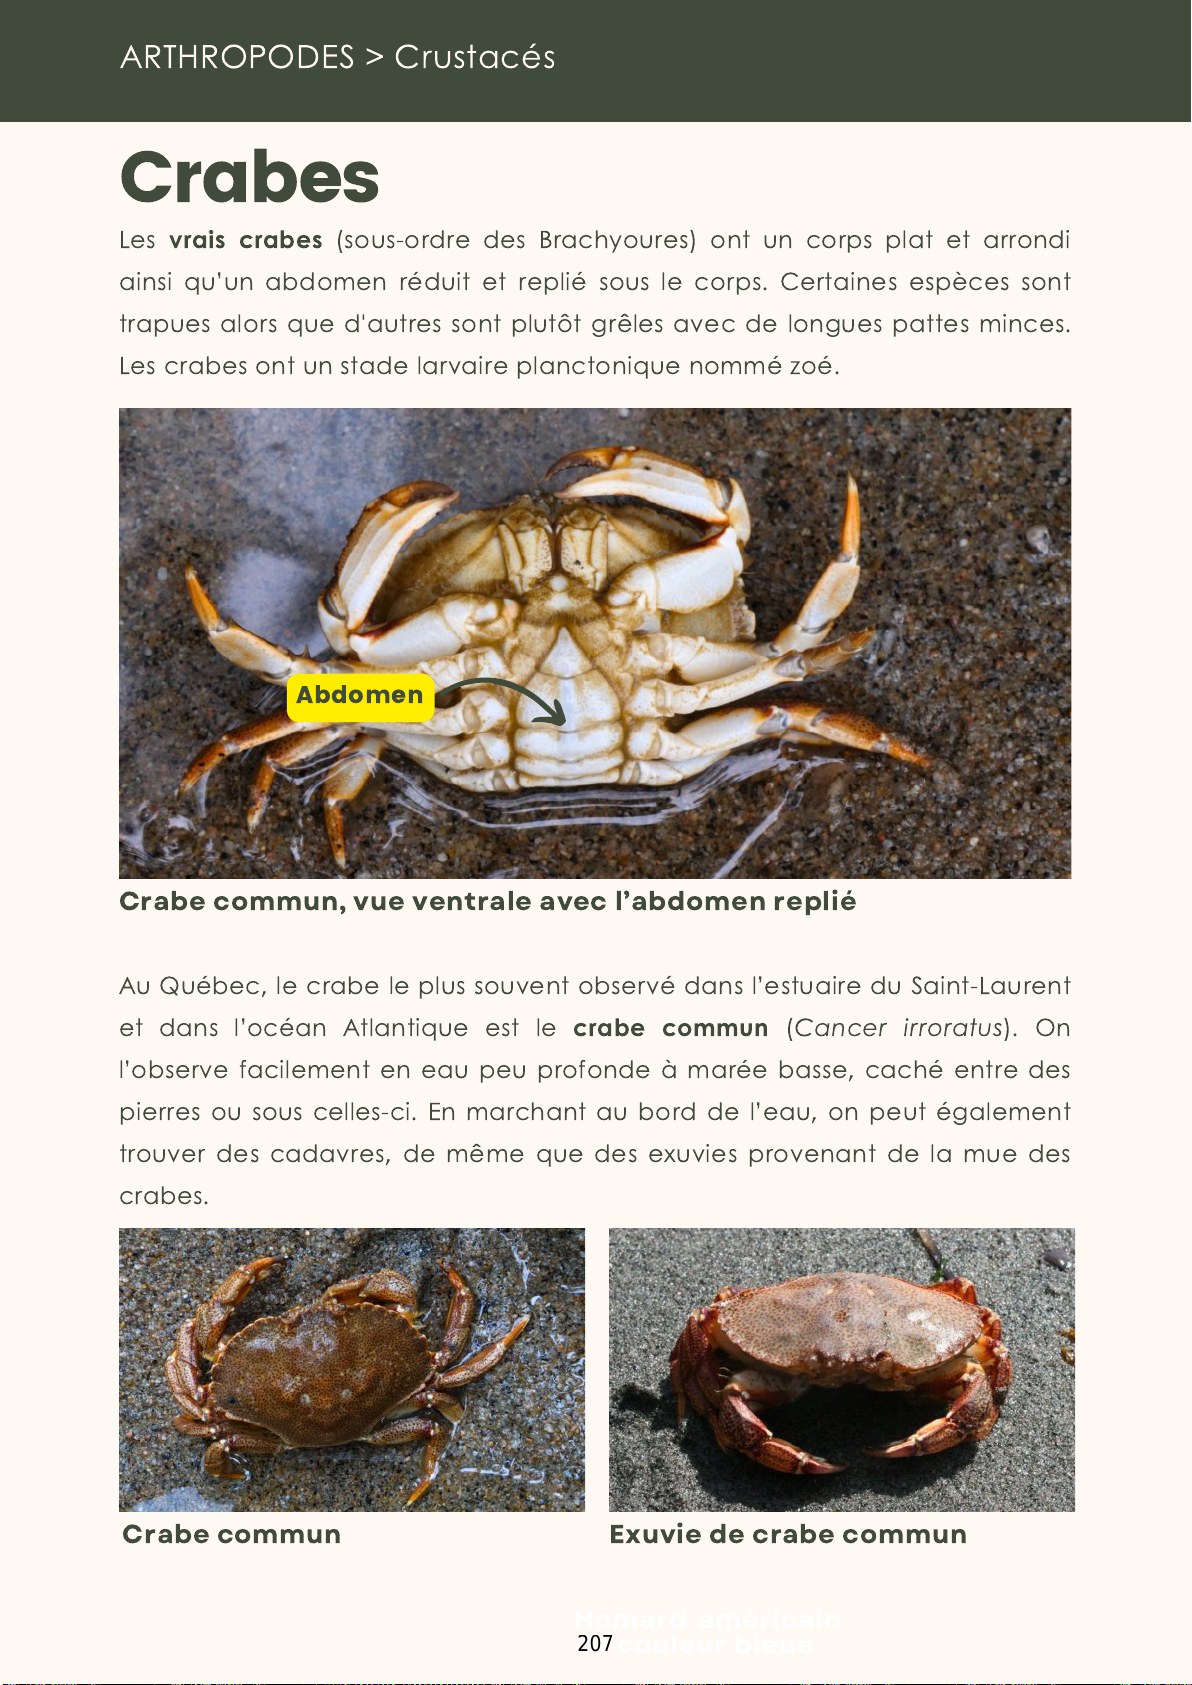 ARTHROPODES > Crustacés
Crabes
Les vrais crabes (sous-ordre des Brachyoures) ont un corps plat et arrondi
ainsi qu’un abdomen réduit et replié sous le corps. Certaines espèces sont
trapues alors que d'autres sont plutôt grêles avec de longues pattes minces.
Les crabes ont un stade larvaire planctonique nommé zoé.
Abdomen
Crabe commun, vue ventrale avec l’abdomen replié
Au Québec, le crabe le plus souvent observé dans l’estuaire du Saint-Laurent
et dans l’océan Atlantique est le crabe commun (Cancer irroratus). On
l’observe facilement en eau peu profonde à marée basse, caché entre des
pierres ou sous celles-ci. En marchant au bord de l’eau, on peut également
trouver des cadavres, de même que des exuvies provenant de la mue des
crabes.
Crabe commun
Exuvie de crabe commun
Homard américain
couleur bleue
207